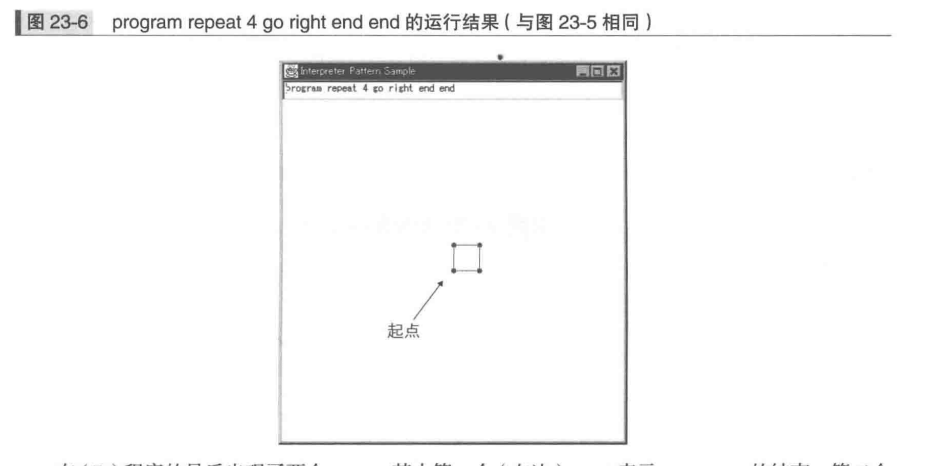 图 23-6 program repeat 4 go right end end 的运行结果（与图 23-5 相同）
Interpreter Pattern Sample
program repeat 4 go right end end
起点